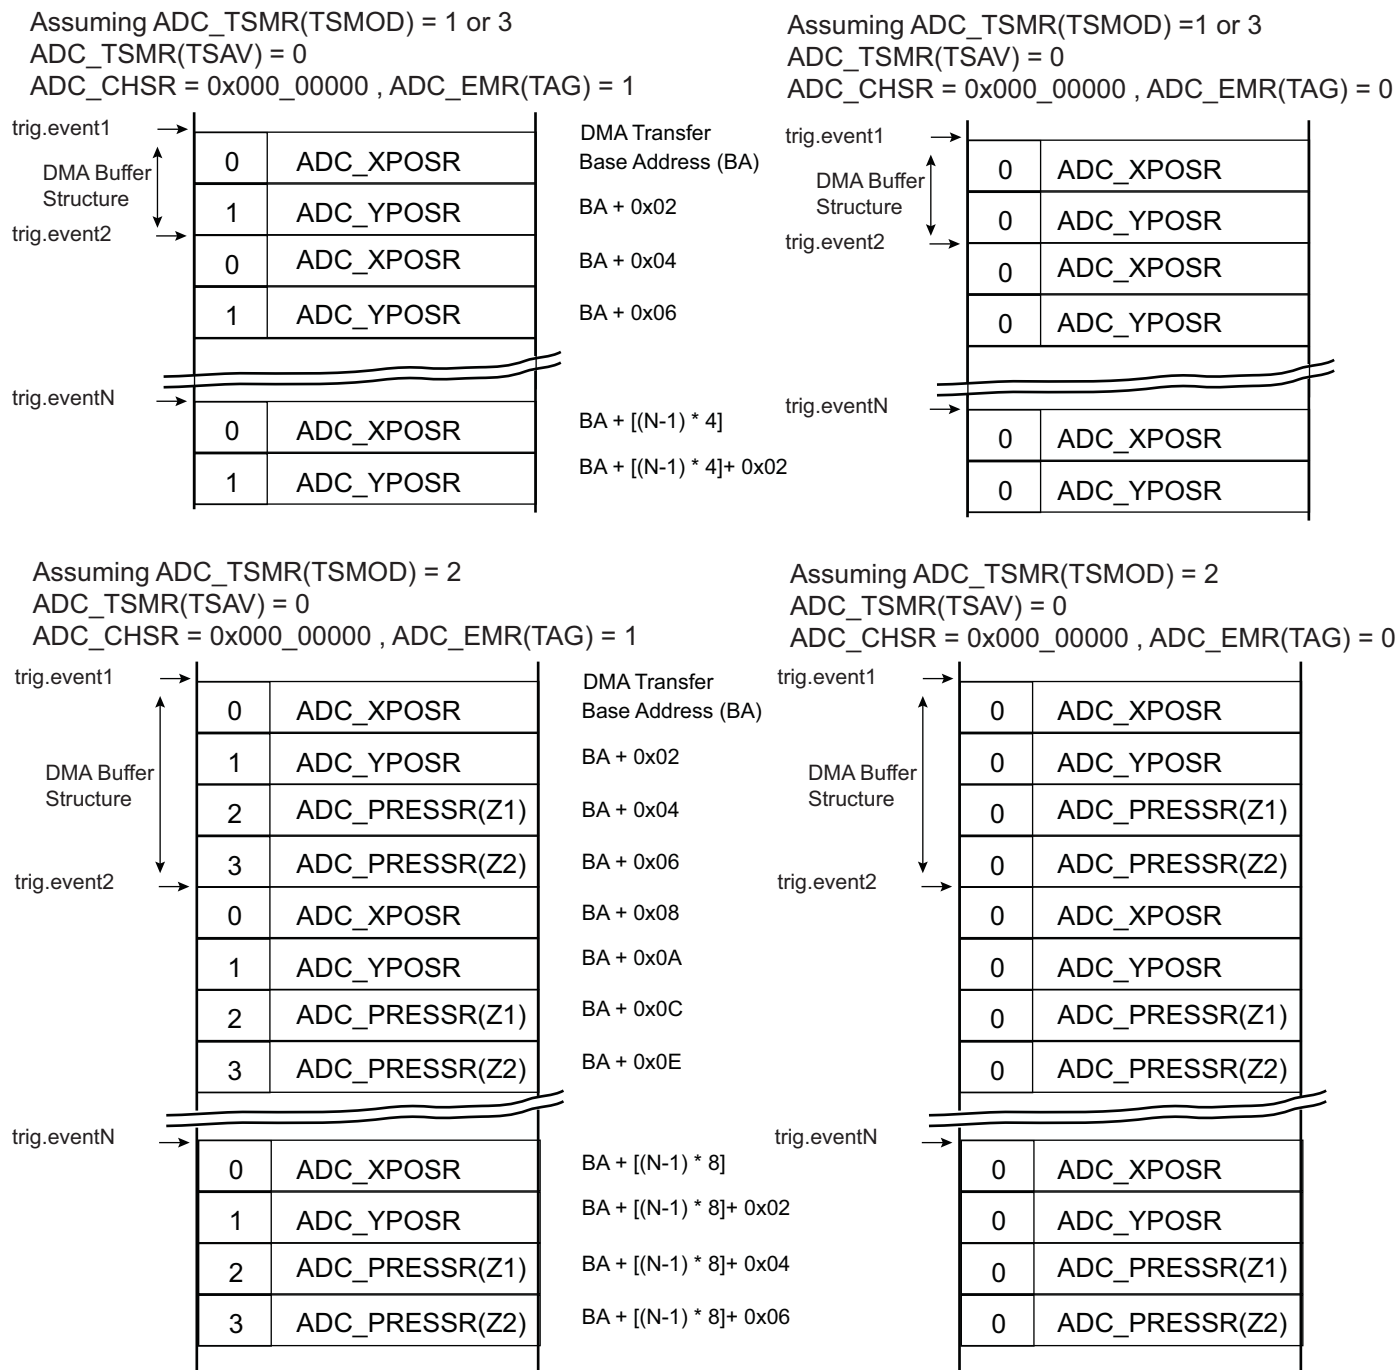 Assuming ADC_TSMR(TSMOD) = 1 or 3
ADC_TSMR(TSAV) = 0
ADC_CHSR = 0x000_00000 , ADC_EMR(TAG) = 1
trig.event1
DMA Transfer
0 ADC_XPOSR Base Address (BA)
DMA Buffer
Structure
1 ADC_YPOSR BA + 0x02
trig.event2
0 ADC_XPOSR BA + 0x04
1 ADC_YPOSR BA + 0x06
trig.eventN
0 ADC_XPOSR BA + [(N-1) * 4]
1 ADC_YPOSR BA + [(N-1) * 4]+ 0x02
Assuming ADC_TSMR(TSMOD) =1 or 3
ADC_TSMR(TSAV) = 0
ADC_CHSR = 0x000_00000 , ADC_EMR(TAG) = 0
trig.event1
0 ADC_XPOSR
DMA Buffer
Structure
0 ADC_YPOSR
trig.event2
0 ADC_XPOSR
0 ADC_YPOSR
trig.eventN
0 ADC_XPOSR
0 ADC_YPOSR
Assuming ADC_TSMR(TSMOD) = 2
ADC_TSMR(TSAV) = 0
ADC_CHSR = 0x000_00000 , ADC_EMR(TAG) = 1
trig.event1
DMA Transfer
0 ADC_XPOSR Base Address (BA)
1 ADC_YPOSR BA + 0x02
DMA Buffer
Structure
2 ADC_PRESSR(Z1) BA + 0x04
3 ADC_PRESSR(Z2) BA + 0x06
trig.event2
0 ADC_XPOSR BA + 0x08
1 ADC_YPOSR BA + 0x0A
2 ADC_PRESSR(Z1) BA + 0x0C
3 ADC_PRESSR(Z2) BA + 0x0E
trig.eventN
0 ADC_XPOSR BA + [(N-1) * 8]
1 ADC_YPOSR BA + [(N-1) * 8]+ 0x02
2 ADC_PRESSR(Z1) BA + [(N-1) * 8]+ 0x04
3 ADC_PRESSR(Z2) BA + [(N-1) * 8]+ 0x06
Assuming ADC_TSMR(TSMOD) = 2
ADC_TSMR(TSAV) = 0
ADC_CHSR = 0x000_00000 , ADC_EMR(TAG) = 0
trig.event1
0 ADC_XPOSR
0 ADC_YPOSR
DMA Buffer
Structure
0 ADC_PRESSR(Z1)
0 ADC_PRESSR(Z2)
trig.event2
0 ADC_XPOSR
0 ADC_YPOSR
0 ADC_PRESSR(Z1)
0 ADC_PRESSR(Z2)
trig.eventN
0 ADC_XPOSR
0 ADC_YPOSR
0 ADC_PRESSR(Z1)
0 ADC_PRESSR(Z2)